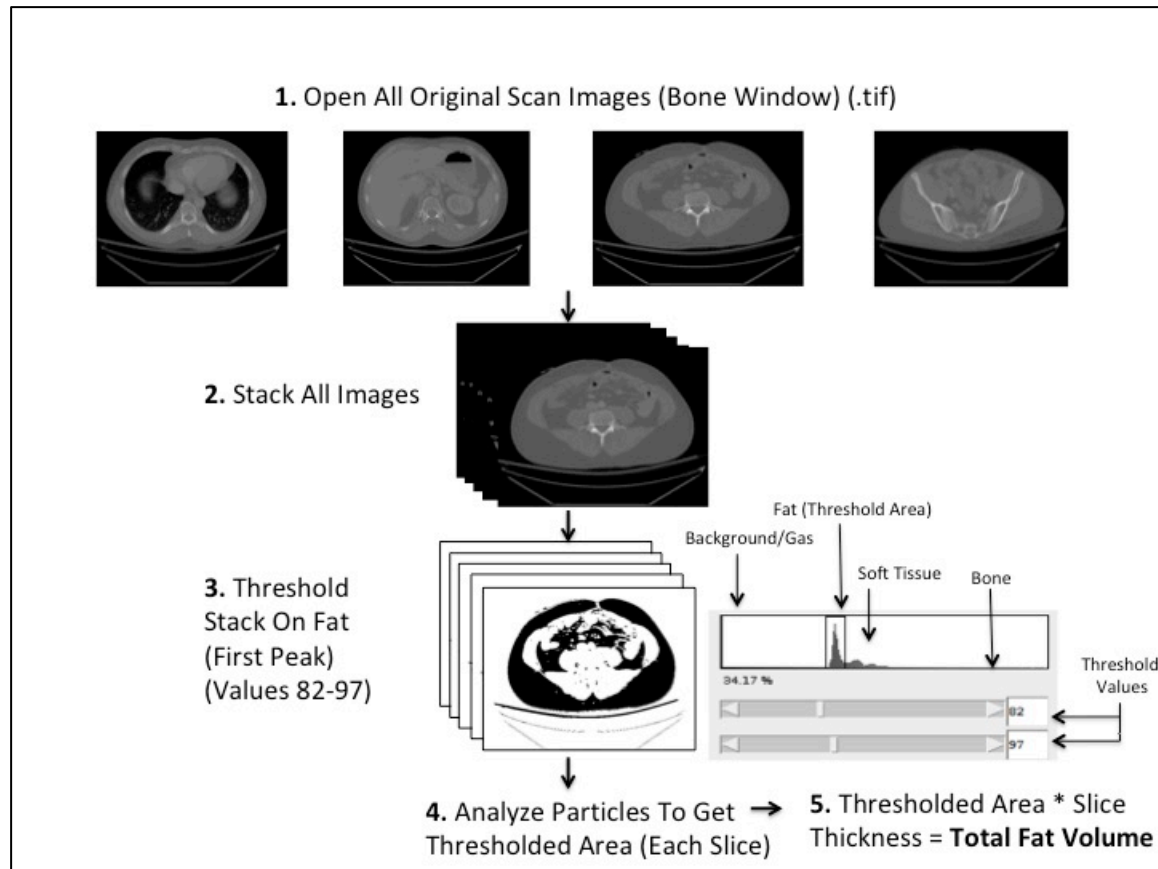 1. Open All Original Scan Images (Bone Window) (.tif)
2. Stack All Images
3. Threshold
Stack On Fat
(First Peak)
(Values 82-97)
Fat (Threshold Area)
Background/Gas
Soft Tissue
Bone
34.17 %
82
97
Threshold
Values
4. Analyze Particles To Get
Thresholded Area (Each Slice)
5. Thresholded Area * Slice
Thickness = Total Fat Volume